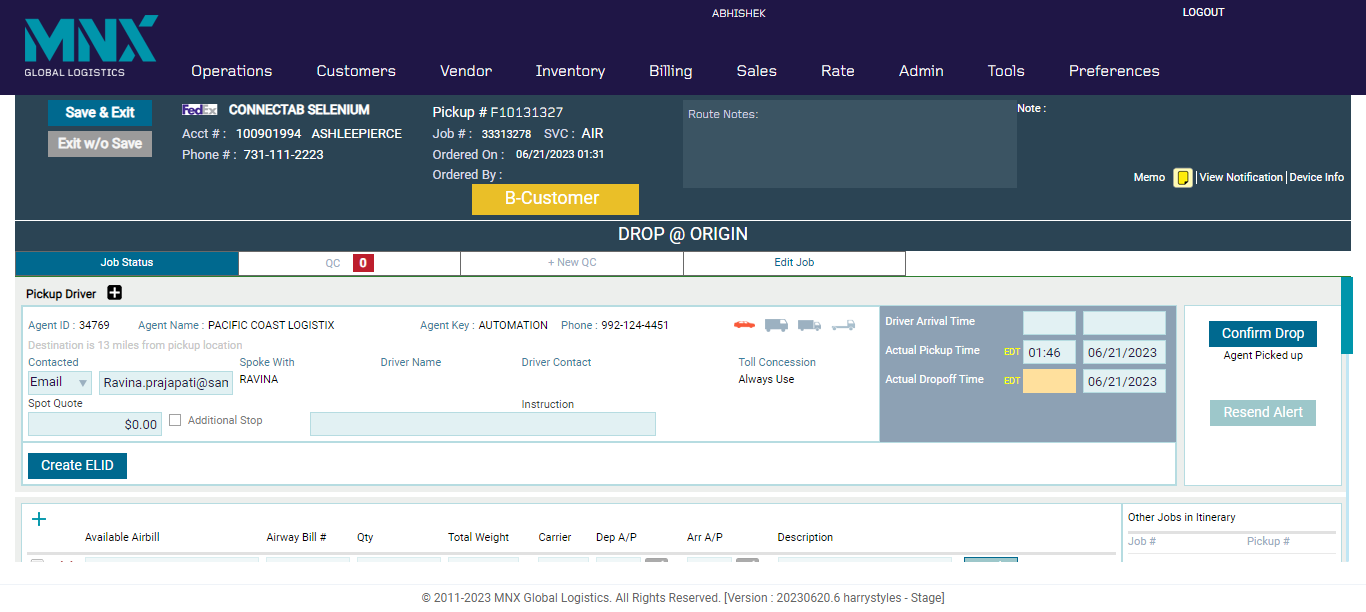 ABHISHEK
LOGOUT
MNX
GLOBAL LOGISTICS
Operations Customers Vendor Inventory Billing Sales Rate Admin Tools Preferences
Save & Exit
Exit w/o Save
FedEx CONNECTAB SELENIUM
Acct # : 100901994 ASHLEEPIERCE
Phone # : 731-111-2223
Pickup # F10131327
Job # : 33313278 SVC : AIR
Ordered On : 06/21/2023 01:31
Ordered By :
B-Customer
Route Notes:
Note :
Memo | View Notification | Device Info
DROP @ ORIGIN
Job Status QC 0 + New QC Edit Job
Pickup Driver
Agent ID : 34769 Agent Name : PACIFIC COAST LOGISTIX Agent Key : AUTOMATION Phone : 992-124-4451
Destination is 13 miles from pickup location
Contacted Spoke With Driver Name Driver Contact Toll Concession
Email Ravina.prajapati@san RAVINA Always Use
Spot Quote Instruction
$0.00 Additional Stop
Driver Arrival Time
Actual Pickup Time EDT 01:46 06/21/2023
Actual Dropoff Time EDT 06/21/2023
Confirm Drop
Agent Picked up
Resend Alert
Create ELID
Available Airbill Airway Bill # Qty Total Weight Carrier Dep A/P Arr A/P Description
Other Jobs in Itinerary
Job # Pickup #
© 2011-2023 MNX Global Logistics. All Rights Reserved. [Version : 20230620.6 harrystyles - Stage]